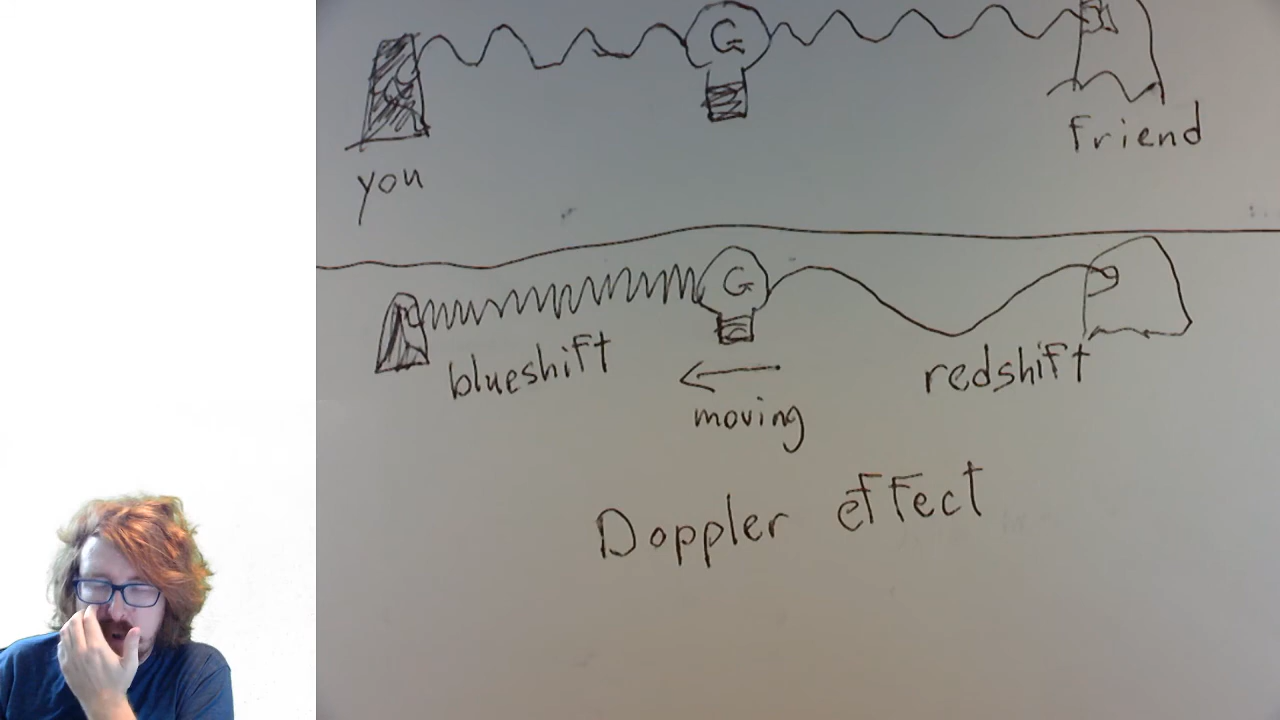 G
friend
you
G
blueshift
redshift
moving
Doppler effect